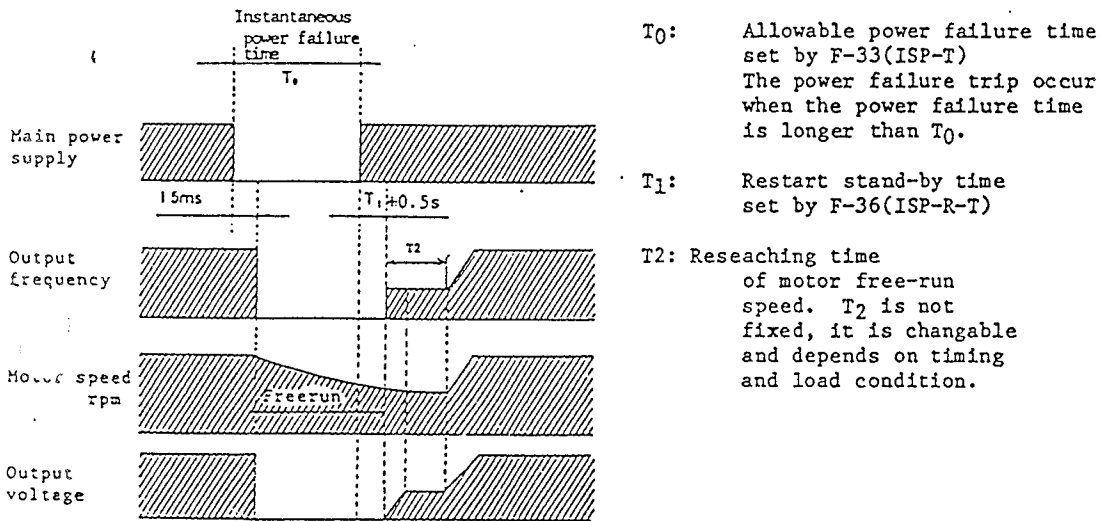 Instantaneous
power failure
time
T₀
Main power
supply
15ms
T₁+0.5s
T2
Output
frequency
Motor speed
rpm
Freerun
Output
voltage
T₀: Allowable power failure time
set by F-33(ISP-T)
The power failure trip occur
when the power failure time
is longer than T₀.
T₁: Restart stand-by time
set by F-36(ISP-R-T)
T2: Reseaching time
of motor free-run
speed. T₂ is not
fixed, it is changable
and depends on timing
and load condition.